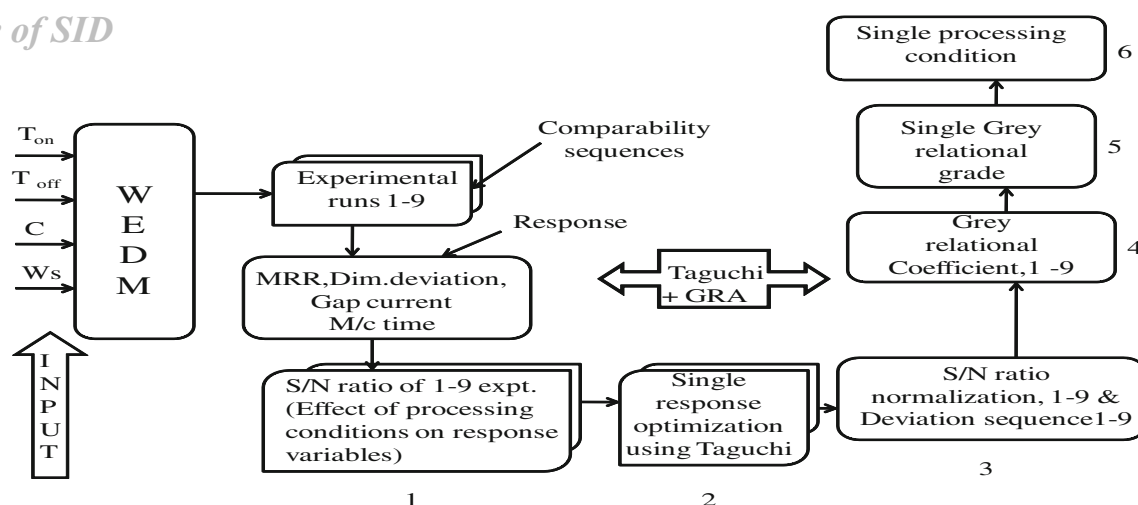 of SID
Ton
T off
C
Ws
W
E
D
M
I
N
P
U
T
Experimental
runs 1-9
Comparability
sequences
Response
MRR,Dim.deviation,
Gap current
M/c time
S/N ratio of 1-9 expt.
(Effect of processing
conditions on response
variables)
1
Single
response
optimization
using Taguchi
2
Taguchi
+ GRA
S/N ratio
normalization, 1-9 &
Deviation sequence1-9
3
Grey
relational
Coefficient,1 -9
4
Single Grey
relational
grade
5
Single processing
condition
6